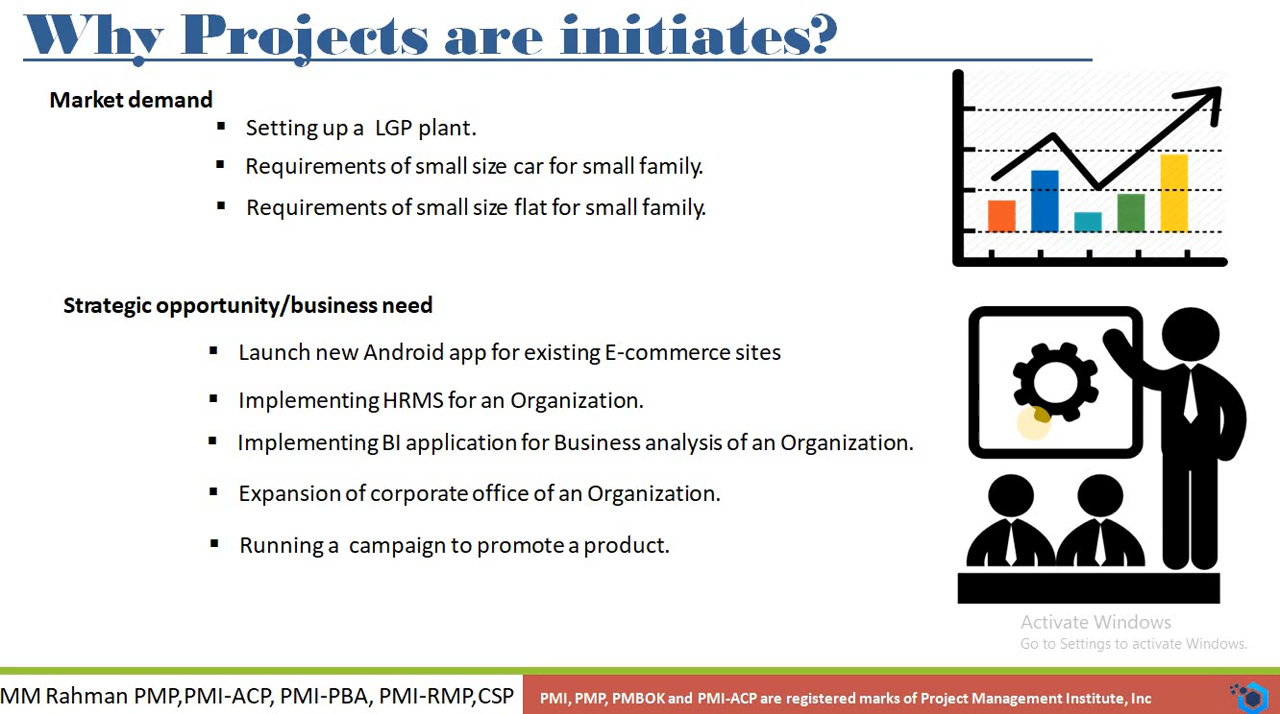 Why Projects are initiates?
Market demand
▪ Setting up a LGP plant.
▪ Requirements of small size car for small family.
▪ Requirements of small size flat for small family.
Strategic opportunity/business need
▪ Launch new Android app for existing E-commerce sites
▪ Implementing HRMS for an Organization.
▪ Implementing BI application for Business analysis of an Organization.
▪ Expansion of corporate office of an Organization.
▪ Running a campaign to promote a product.
Activate Windows
Go to Settings to activate Windows.
MM Rahman PMP,PMI-ACP, PMI-PBA, PMI-RMP,CSP
PMI, PMP, PMBOK and PMI-ACP are registered marks of Project Management Institute, Inc